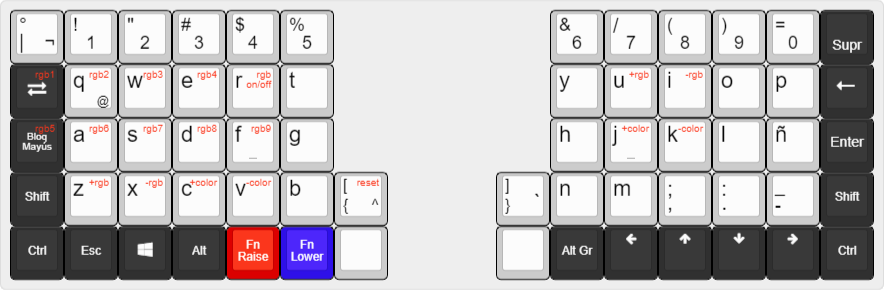 ° ! " # $ % & / ( ) =
| ¬ 1 2 3 4 5 6 7 8 9 0 Supr
rgb1 rgb2 rgb3 rgb4 rgb +rgb -rgb
q w e r on/off t y u i o p ←
⇄ @
rgb5 rgb6 rgb7 rgb8 rgb9 +color -color
Bloq a s d f g h j k l ñ Enter
Mayus _ _
+rgb -rgb +color -color reset
Shift z x c v b [ ] n m ; : _ Shift
{ ^ } ` , . -
Ctrl Esc Alt Fn Fn Alt Gr ← ↑ ↓ → Ctrl
Raise Lower